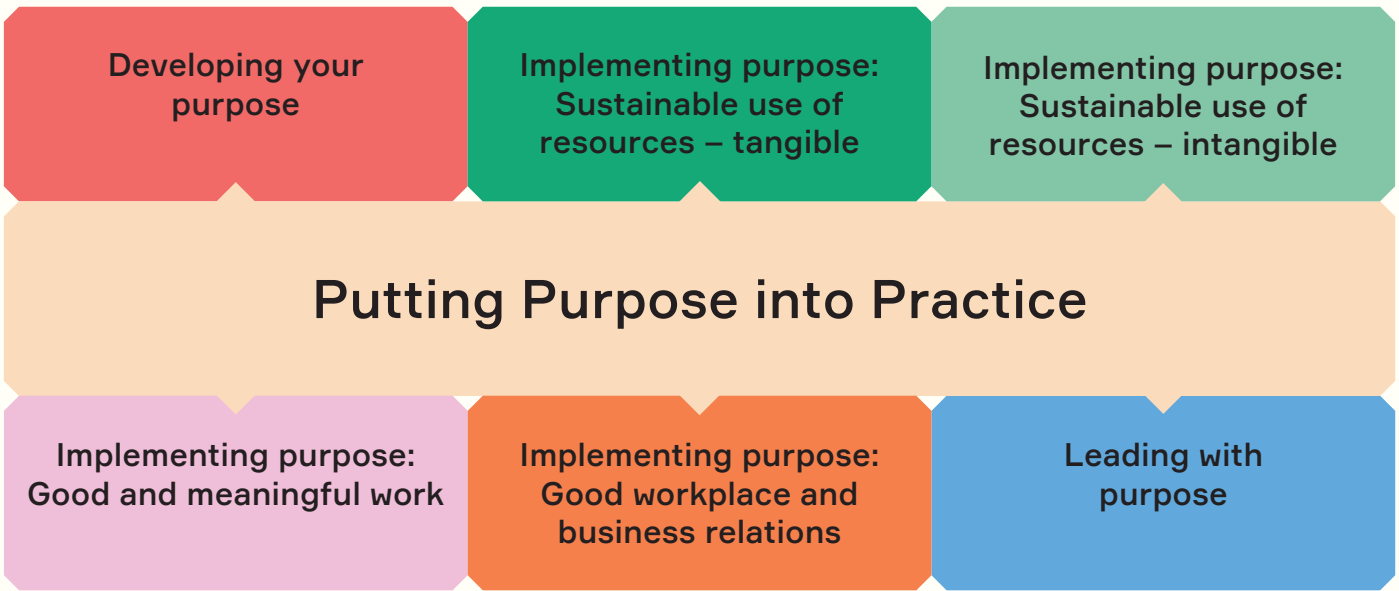 Developing your
purpose
Implementing purpose:
Sustainable use of
resources – tangible
Implementing purpose:
Sustainable use of
resources – intangible
Putting Purpose into Practice
Implementing purpose:
Good and meaningful work
Implementing purpose:
Good workplace and
business relations
Leading with
purpose